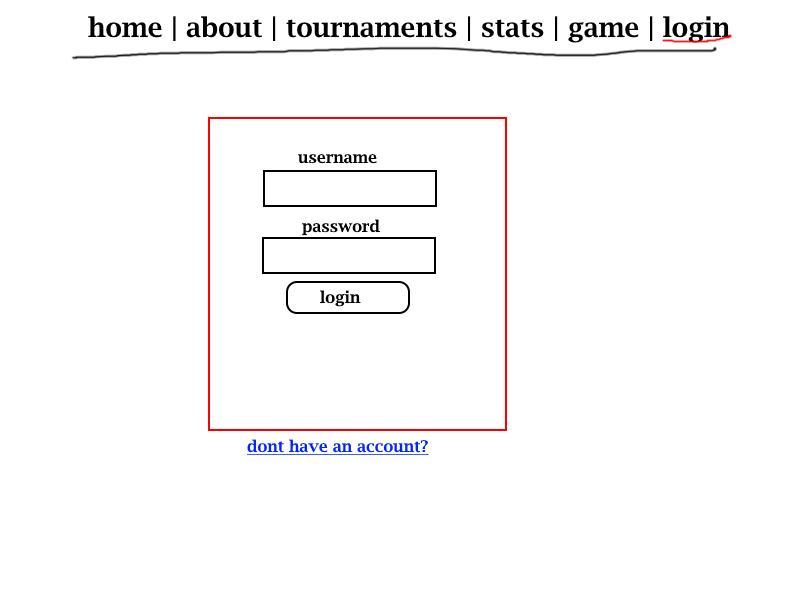 home | about | tournaments | stats | game | login
username
password
login
dont have an account?